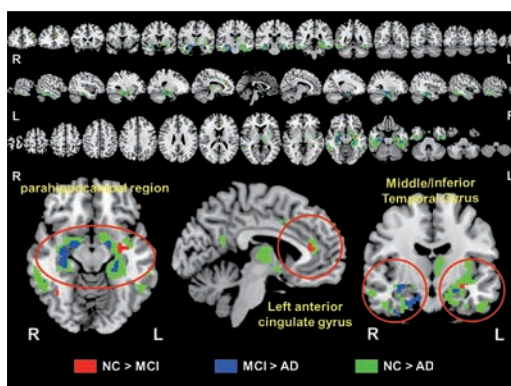 R
L
L
R
R
L
parahippocampal region
Middle/Inferior
Temporal Gyrus
Left anterior
cingulate gyrus
R
L
R
L
NC > MCI
MCI > AD
NC > AD